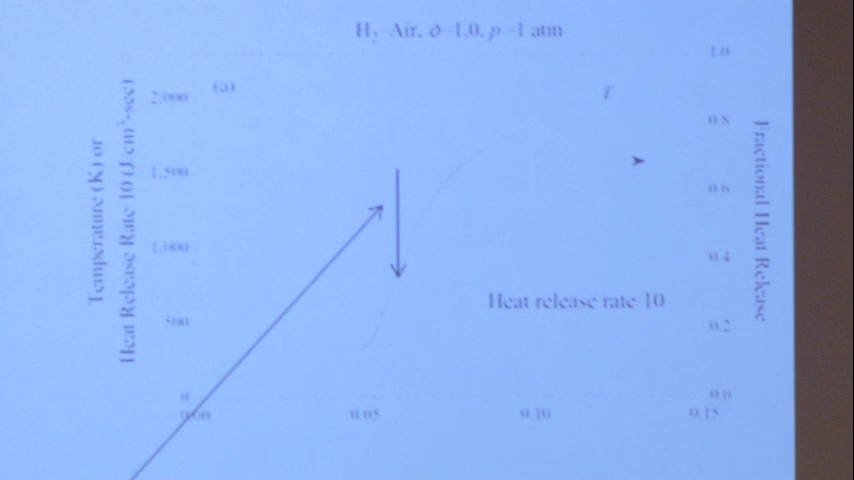 H₂–Air, ϕ=1.0, p=1 atm
(a)
T
Temperature (K) or
Heat Release Rate 10 (J cm³-sec)
2,000
1,500
1,000
500
0
0.00
0.05
0.10
0.15
Heat release rate 10
1.0
0.8
0.6
0.4
0.2
0.0
Fractional Heat Release